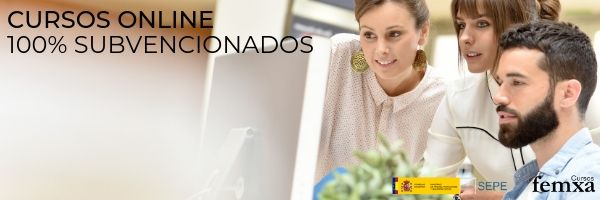 CURSOS ONLINE
100% SUBVENCIONADOS
SEPE
Cursos
femxa